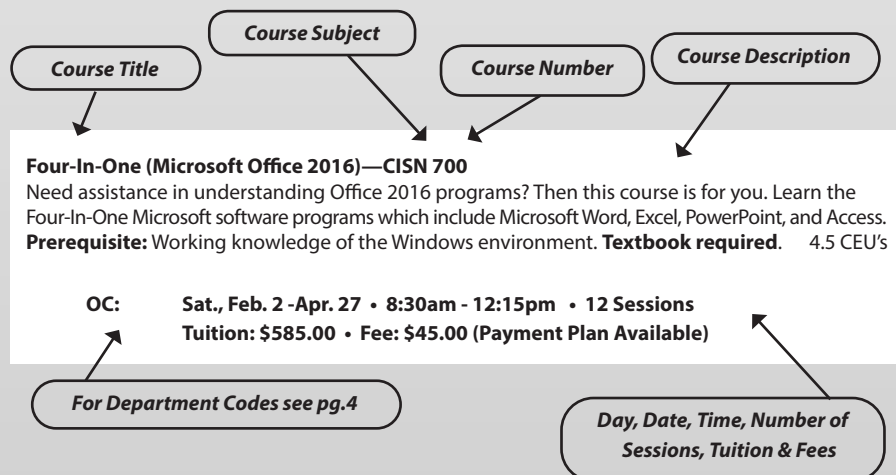 Course Subject
Course Title
Course Number
Course Description
Four-In-One (Microsoft Office 2016)—CISN 700
Need assistance in understanding Office 2016 programs? Then this course is for you. Learn the
Four-In-One Microsoft software programs which include Microsoft Word, Excel, PowerPoint, and Access.
Prerequisite: Working knowledge of the Windows environment. Textbook required. 4.5 CEU's
OC: Sat., Feb. 2 -Apr. 27 • 8:30am - 12:15pm • 12 Sessions
Tuition: $585.00 • Fee: $45.00 (Payment Plan Available)
For Department Codes see pg.4
Day, Date, Time, Number of
Sessions, Tuition & Fees